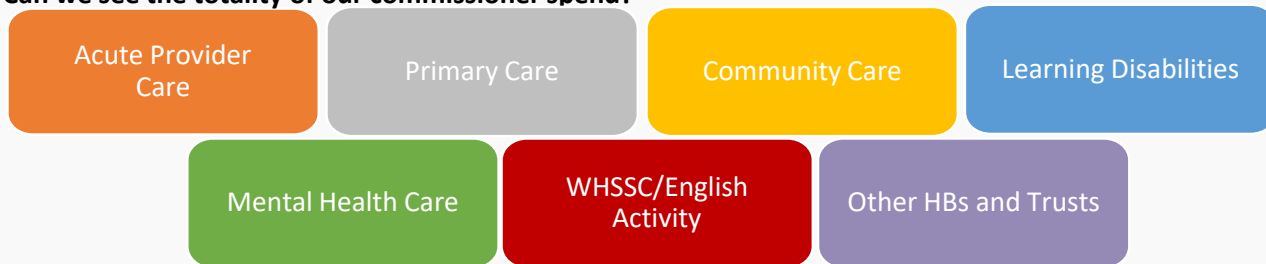 Can we see the totality of our commissioner spend?
Acute Provider
Care
Primary Care
Community Care
Learning Disabilities
Mental Health Care
WHSSC/English
Activity
Other HBs and Trusts